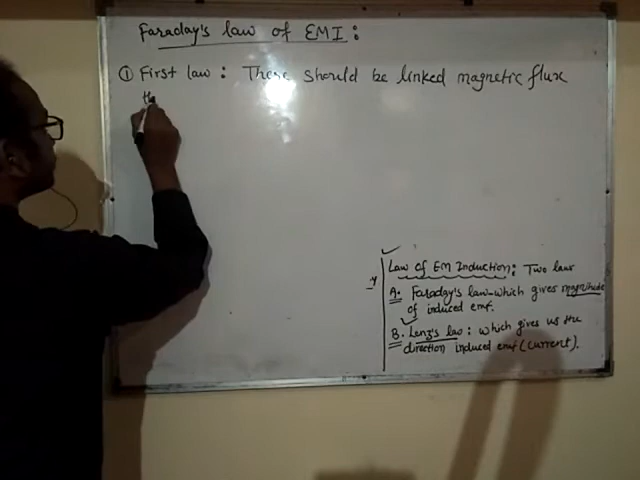 Faraday's law of EMI :
① First law : There should be linked magnetic flux
th
Law of EM Induction : Two laws
A. Faraday's law - which gives magnitude
of induced emf.
B. Lenz's law : which gives us the
direction induced emf (current).